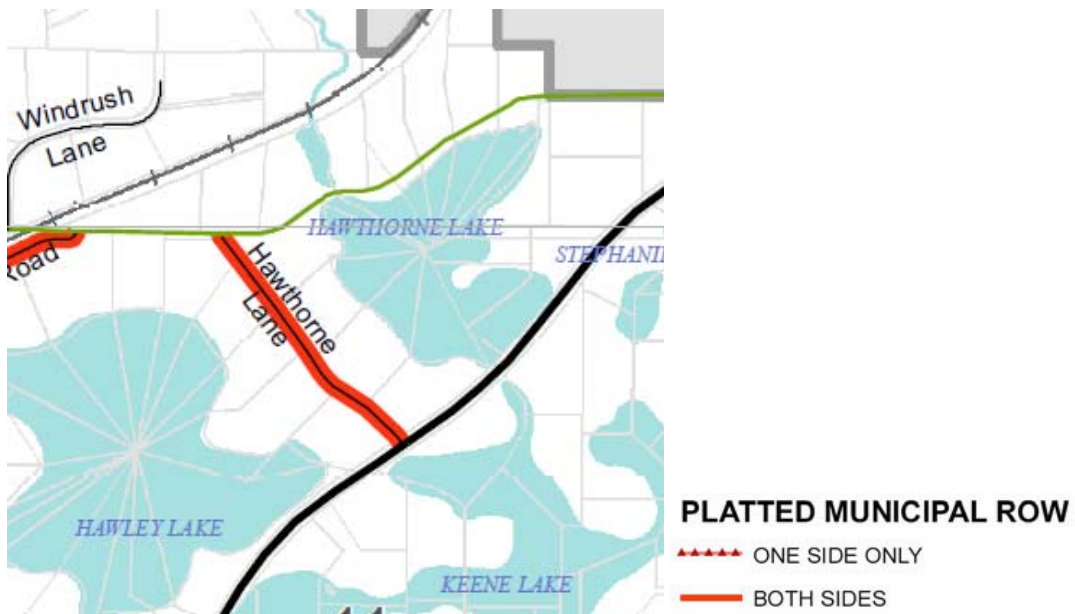 Windrush
Lane
HAWTHORNE LAKE
Road
Hawthorne
Lane
HAWLEY LAKE
KEENE LAKE
PLATTED MUNICIPAL ROW
ONE SIDE ONLY
BOTH SIDES